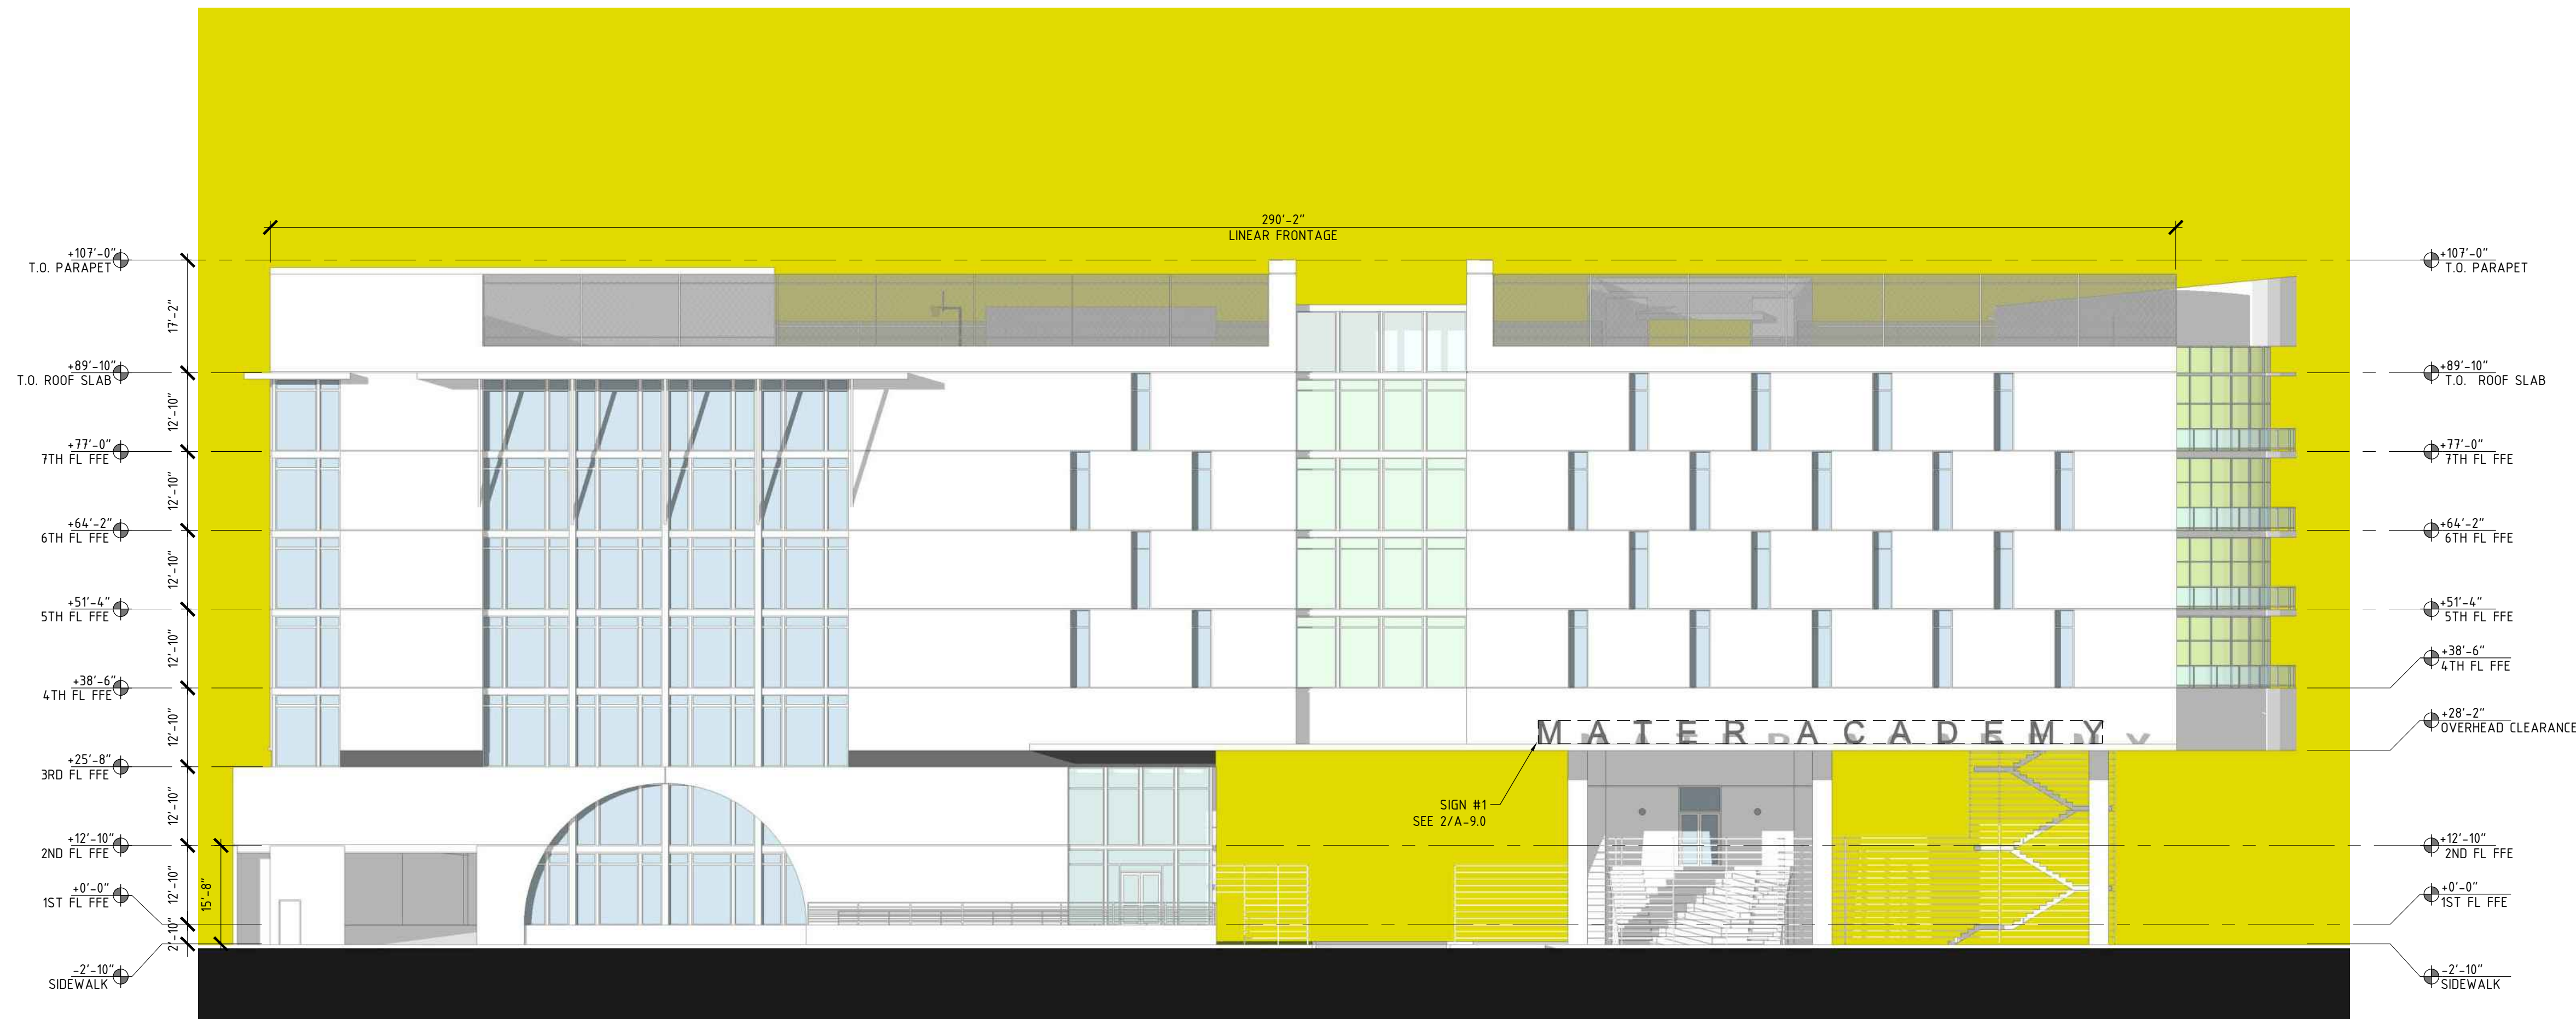 290'-2"
LINEAR FRONTAGE
+107'-0"
T.O. PARAPET
17'-2"
+89'-10"
T.O. ROOF SLAB
12'-10"
+77'-0"
7TH FL FFE
12'-10"
+64'-2"
6TH FL FFE
12'-10"
+51'-4"
5TH FL FFE
12'-10"
+38'-6"
4TH FL FFE
12'-10"
+25'-8"
3RD FL FFE
12'-10"
+12'-10"
2ND FL FFE
12'-10"
15'-8"
+0'-0"
1ST FL FFE
2'-10"
-2'-10"
SIDEWALK
MATER ACADEMY
SIGN #1
SEE 2/A-9.0
+107'-0"
T.O. PARAPET
+89'-10"
T.O. ROOF SLAB
+77'-0"
7TH FL FFE
+64'-2"
6TH FL FFE
+51'-4"
5TH FL FFE
+38'-6"
4TH FL FFE
+28'-2"
OVERHEAD CLEARANCE
+12'-10"
2ND FL FFE
+0'-0"
1ST FL FFE
-2'-10"
SIDEWALK